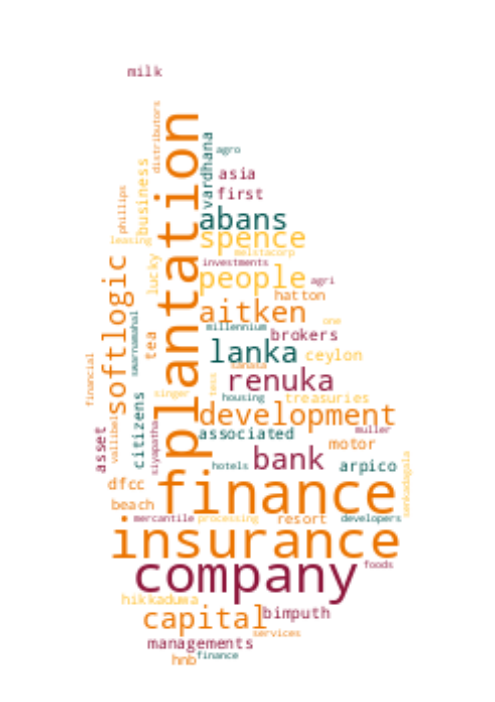 milk
distributors
plantation
vardhana
agro
business
asia
phillips
first
abans
leasing
spence
melstacorp
softlogic
lucky
investments
people
agri
hatton
aitken
swarnamahal
millennium
one
tea
brokers
lanka
ceylon
financial
sanasa
renuka
singer
housing
treasuries
citizens
vallibel
development
siyapatha
asset
associated
muller
motor
bank
hotels
arpico
senkadagala
dfcc
finance
beach
mercantile
processing
resort
developers
insurance
company
foods
hikkaduwa
capital
bimputh
services
managements
hnb
finance